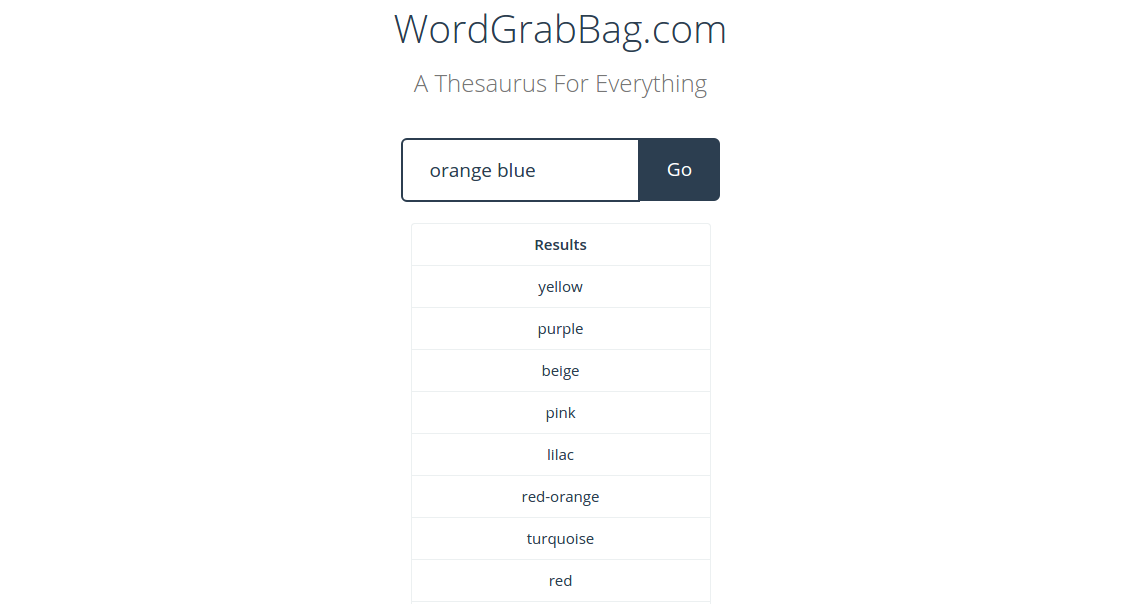 WordGrabBag.com
A Thesaurus For Everything
orange blue Go
Results
yellow
purple
beige
pink
lilac
red-orange
turquoise
red